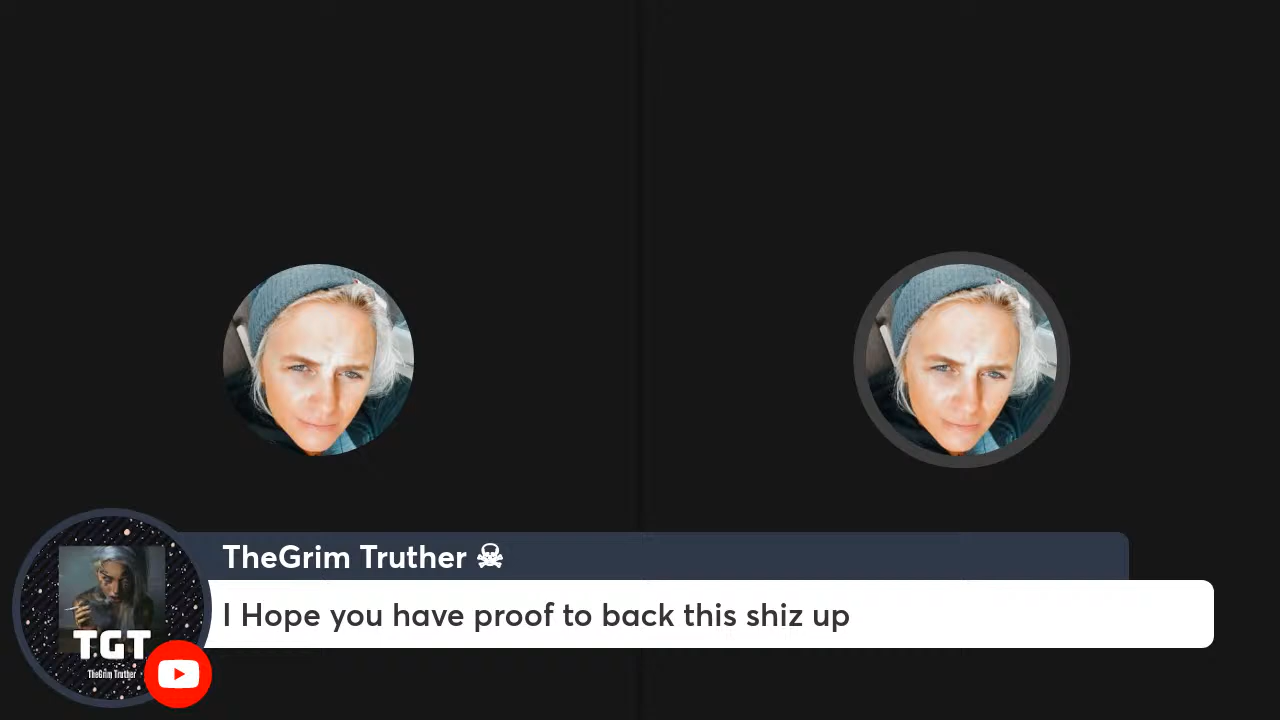 TheGrim Truther ☠
I Hope you have proof to back this shiz up
TGT
TheGrim Truther